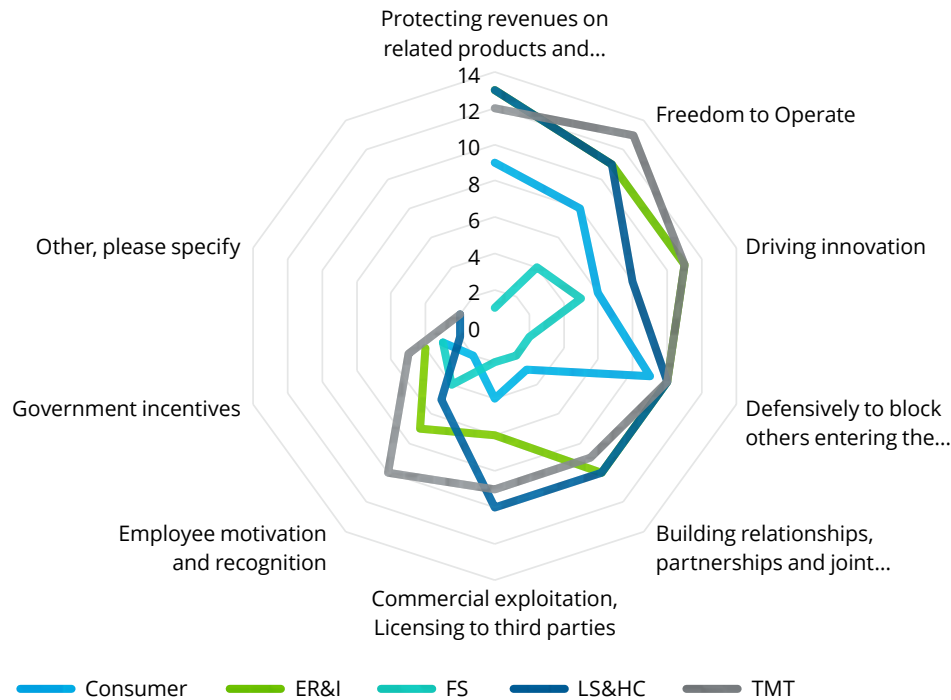 Protecting revenues on
related products and...
14
12
10
8
6
4
2
0
Freedom to Operate
Driving innovation
Defensively to block
others entering the...
Building relationships,
partnerships and joint...
Commercial exploitation,
Licensing to third parties
Employee motivation
and recognition
Government incentives
Other, please specify
Consumer
ER&I
FS
LS&HC
TMT